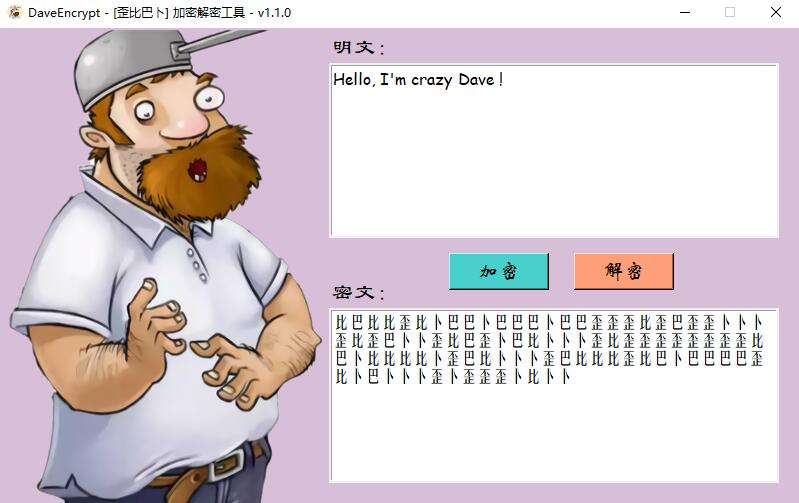 DaveEncrypt - [歪比巴卜] 加密解密工具 - v1.1.0
明文：
Hello, I'm crazy Dave !
加密
解密
密文：
比巴比比歪比卜巴巴卜巴巴巴卜巴巴歪歪歪比歪巴歪歪卜卜卜
歪比歪巴卜卜歪比歪卜巴比卜卜卜歪比歪歪歪歪歪歪歪歪比
巴卜比比比比卜歪巴比卜卜卜歪巴比比比歪比巴卜巴巴巴巴歪
比卜巴卜卜卜歪卜歪歪歪卜比卜卜